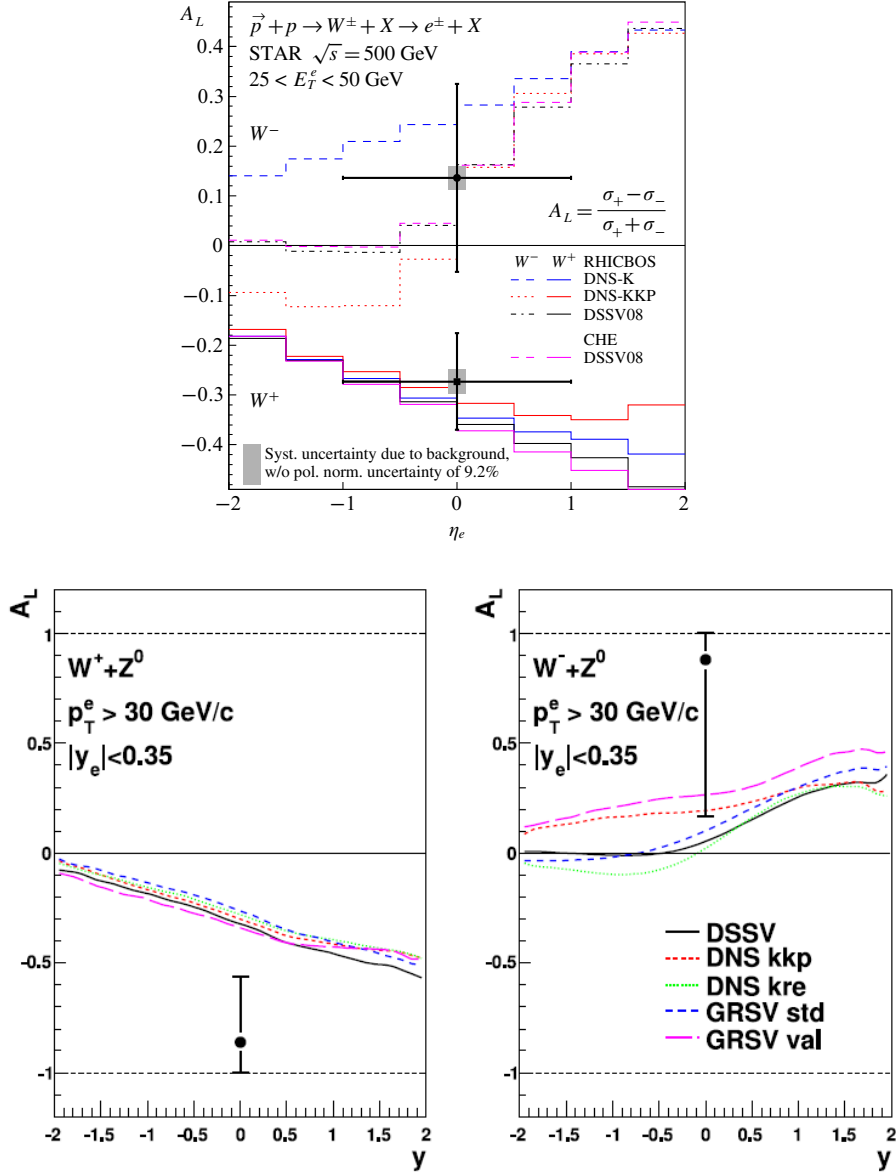 A_L
p⃗ + p → W± + X → e± + X
STAR √s = 500 GeV
25 < E_T^e < 50 GeV
0.4
0.3
0.2
0.1
0
−0.1
−0.2
−0.3
−0.4
W−
A_L = (σ+ − σ−) / (σ+ + σ−)
W− W+ RHICBOS
DNS-K
DNS-KKP
DSSV08
CHE
DSSV08
W+
Syst. uncertainty due to background,
w/o pol. norm. uncertainty of 9.2%
−2 −1 0 1 2
η_e
A_L
1
0.5
0
-0.5
-1
W^+ +Z^0
p_T^e > 30 GeV/c
|y_e|<0.35
-2 -1.5 -1 -0.5 0 0.5 1 1.5 2
y
A_L
1
0.5
0
-0.5
-1
W^- +Z^0
p_T^e > 30 GeV/c
|y_e|<0.35
DSSV
DNS kkp
DNS kre
GRSV std
GRSV val
-2 -1.5 -1 -0.5 0 0.5 1 1.5 2
y